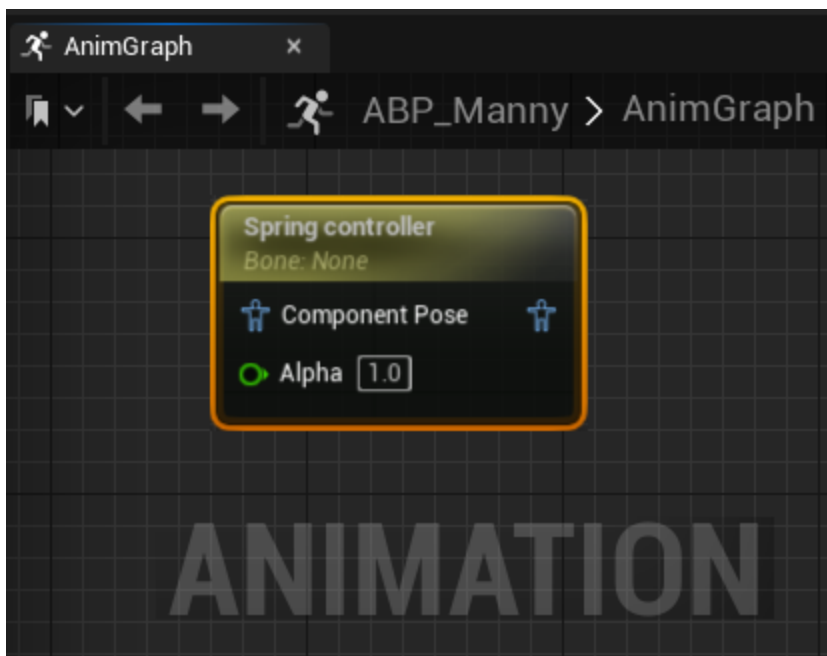 AnimGraph
ABP_Manny > AnimGraph
Spring controller
Bone: None
Component Pose
Alpha 1.0
ANIMATION